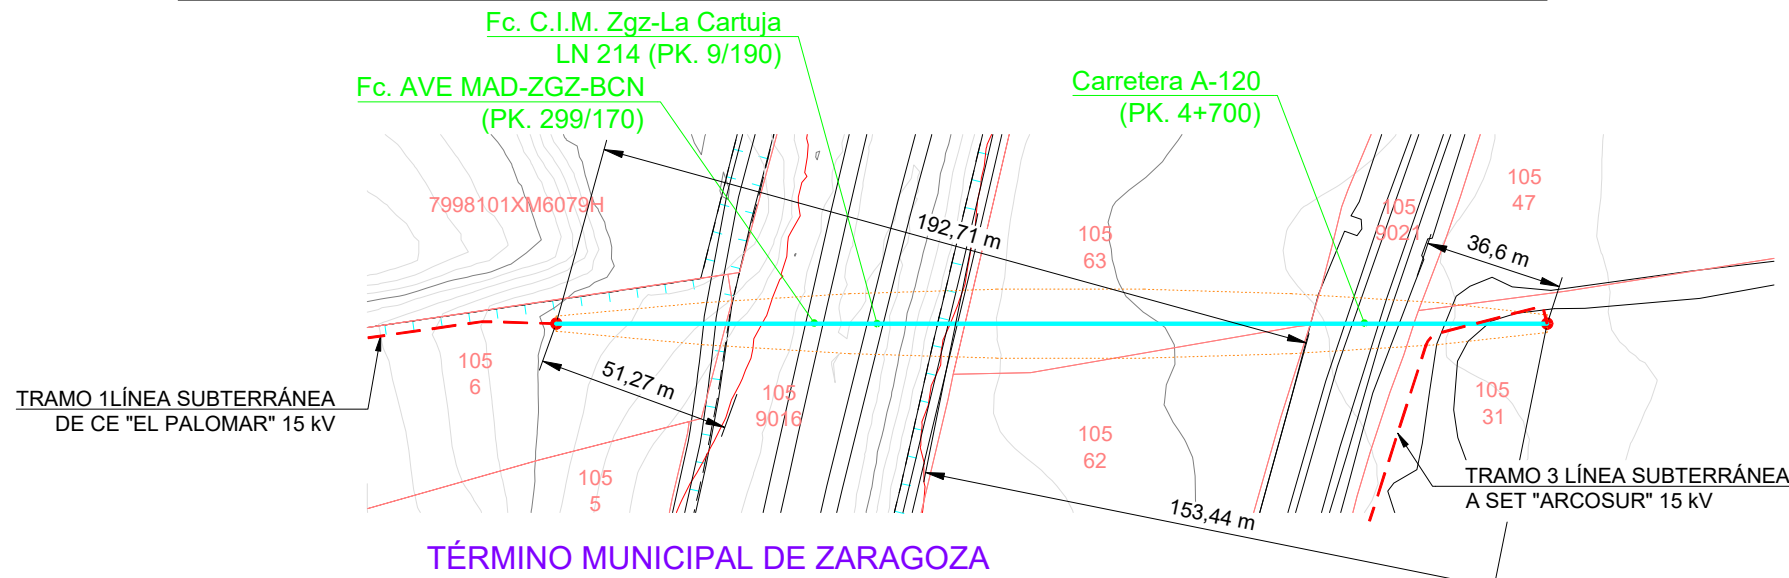 Fc. C.I.M. Zgz-La Cartuja
LN 214 (PK. 9/190)
Fc. AVE MAD-ZGZ-BCN
(PK. 299/170)
Carretera A-120
(PK. 4+700)
7998101XM6079H
192,71 m
105
63
105
9021
105
47
36,6 m
105
6
51,27 m
105
9016
TRAMO 1LÍNEA SUBTERRÁNEA
DE CE "EL PALOMAR" 15 kV
105
5
105
62
105
31
TRAMO 3 LÍNEA SUBTERRÁNEA
A SET "ARCOSUR" 15 kV
153,44 m
TÉRMINO MUNICIPAL DE ZARAGOZA